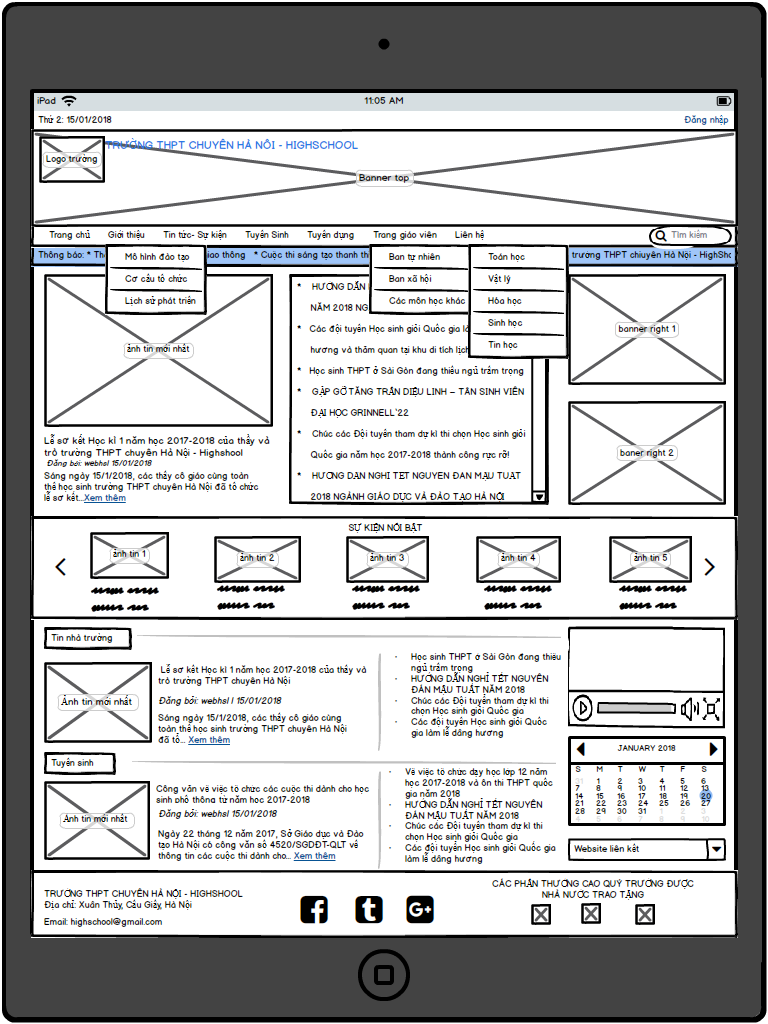 iPad
11:05 AM
Thứ 2: 15/01/2018
Đăng nhập
Logo trường
TRƯỜNG THPT CHUYÊN HÀ NÔI - HIGHSCHOOL
Banner top
Trang chủ
Giới thiệu
Tin tức- Sự kiện
Tuyển Sinh
Tuyển dụng
Trang giáo viên
Liên hệ
Tìm kiếm
Thông báo: * Th
iao thông * Cuộc thi sáng tạo thanh th
trường THPT chiuyên Hà Nội - HighSho
Mô hình đào tạo
Cơ cấu tổ chức
Lịch sử phát triển
Ban tự nhiên
Ban xã hội
Các môn học khác
Toán học
Vật lý
Hóa học
Sinh học
Tin học
ảnh tin mới nhất
Lễ sơ kết Học kì 1 năm học 2017-2018 của thầy và
trò trường THPT chuyên Hà Nội - Highshool
Đăng bởi: webhsl 15/01/2018
Sáng ngày 15/1/2018, các thầy cô giáo cùng toàn
thể học sinh trường THPT chuyên Hà Nội đã tổ chức
lễ sơ kết...Xem thêm
* HƯỚNG DẪN
NĂM 2018 NG
* Các đội tuyển Học sinh giỏi Quốc gia là
hương và thăm quan tại khu di tích lịch
* Học sinh THPT ở Sài Gòn đang thiếu ngủ trầm trọng
* GẶP GỠ TĂNG TRẦN DIỆU LINH – TÂN SINH VIÊN
ĐẠI HỌC GRINNELL'22
* Chúc các Đội tuyển tham dự kì thi chọn Học sinh giỏi
Quốc gia năm học 2017-2018 thành công rực rỡ!
* HƯỚNG DẪN NGHỈ TẾT NGUYÊN ĐÁN MẬU TUẤT
2018 NGÀNH GIÁO DỤC VÀ ĐÀO TẠO HÀ NỘI
banner right 1
baner right 2
SỰ KIỆN NỔI BẬT
ảnh tin 1
ảnh tin 2
ảnh tin 3
ảnh tin 4
ảnh tin 5
Tin nhà trường
Ảnh tin mới nhất
Lễ sơ kết Học kì 1 năm học 2017-2018 của thầy và
trò trường THPT chuyên Hà Nội
Đăng bởi: webhsl l 15/01/2018
Sáng ngày 15/1/2018, các thầy cô giáo cùng
toàn thể học sinh trường THPT chuyên Hà Nội
đã tổ... Xem thêm
· Học sinh THPT ở Sài Gòn đang thiếu
ngủ trầm trọng
· HƯỚNG DẪN NGHỈ TẾT NGUYÊN
ĐÁN MẬU TUẤT NĂM 2018
· Chúc các Đội tuyển tham dự kì thi
chọn Học sinh giỏi Quốc gia
· Các đội tuyển Học sinh giỏi Quốc
gia làm lễ dâng hương
Tuyển sinh
Ảnh tin mới nhất
Công văn về việc tổ chức các cuộc thi dành cho học
sinh phổ thông từ năm học 2017-2018
Đăng bởi: webhsl 15/01/2018
Ngày 22 tháng 12 năm 2017, Sở Giáo dục và Đào
tạo Hà Nội có công văn số 4520/SGDĐT-QLT về
thông tin các cuộc thi dành cho... Xem thêm
· Về việc tổ chức dạy học lớp 12 năm
học 2017-2018 và ôn thi THPT quốc
gia năm 2018
· HƯỚNG DẪN NGHỈ TẾT NGUYÊN
ĐÁN MẬU TUẤT NĂM 2018
· Chúc các Đội tuyển tham dự kì thi
chọn Học sinh giỏi Quốc gia
· Các đội tuyển Học sinh giỏi Quốc gia
làm lễ dâng hương
JANUARY 2018
S M T W T F S
31 1 2 3 4 5 6
7 8 9 10 11 12 13
14 15 16 17 18 19 20
21 22 23 24 25 26 27
28 29 30 31 1 2 3
4 5 6 7 8 9 10
Website liên kết
TRƯỜNG THPT CHUYÊN HÀ NỘI - HIGHSHOOL
Địa chỉ: Xuân Thủy, Cầu Giấy, Hà Nội
Email: highschool@gmail.com
CÁC PHẦN THƯỞNG CAO QUÝ TRƯỜNG ĐƯỢC
NHÀ NƯỚC TRAO TẶNG